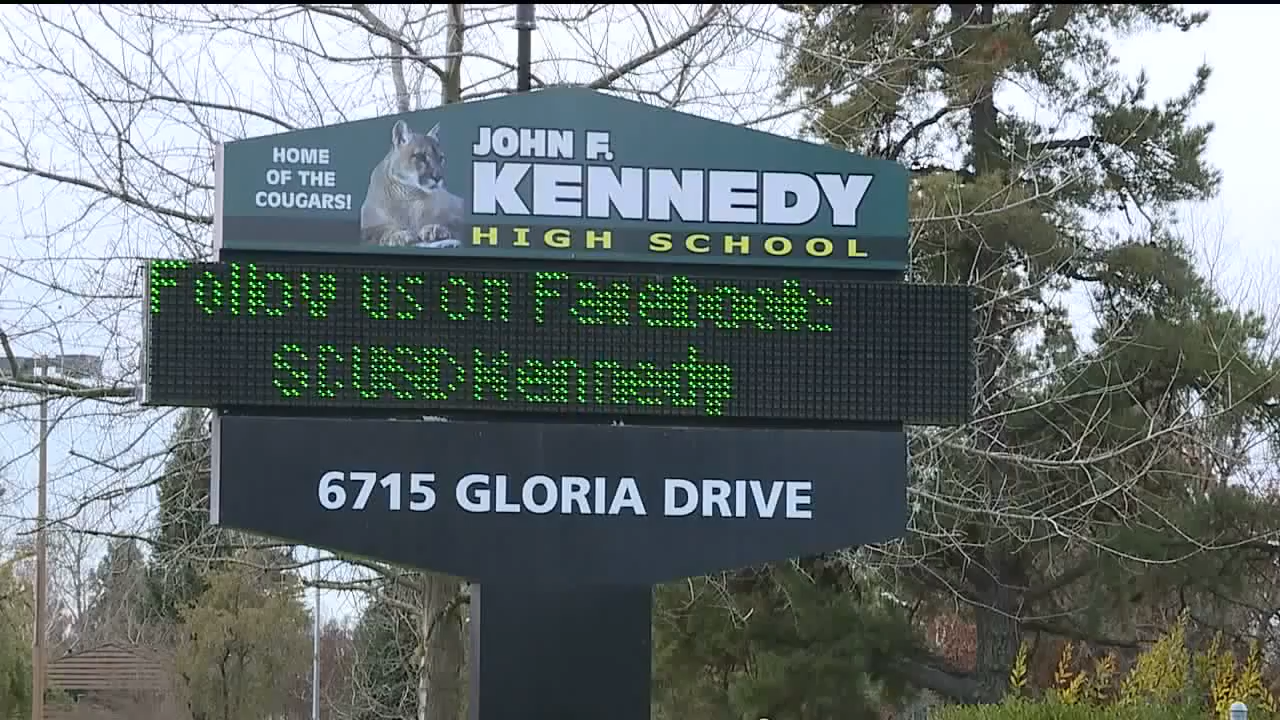 HOME
OF THE
COUGARS!
JOHN F.
KENNEDY
HIGH SCHOOL
Follow us on Facebook:
SCUSD Kennedy
6715 GLORIA DRIVE